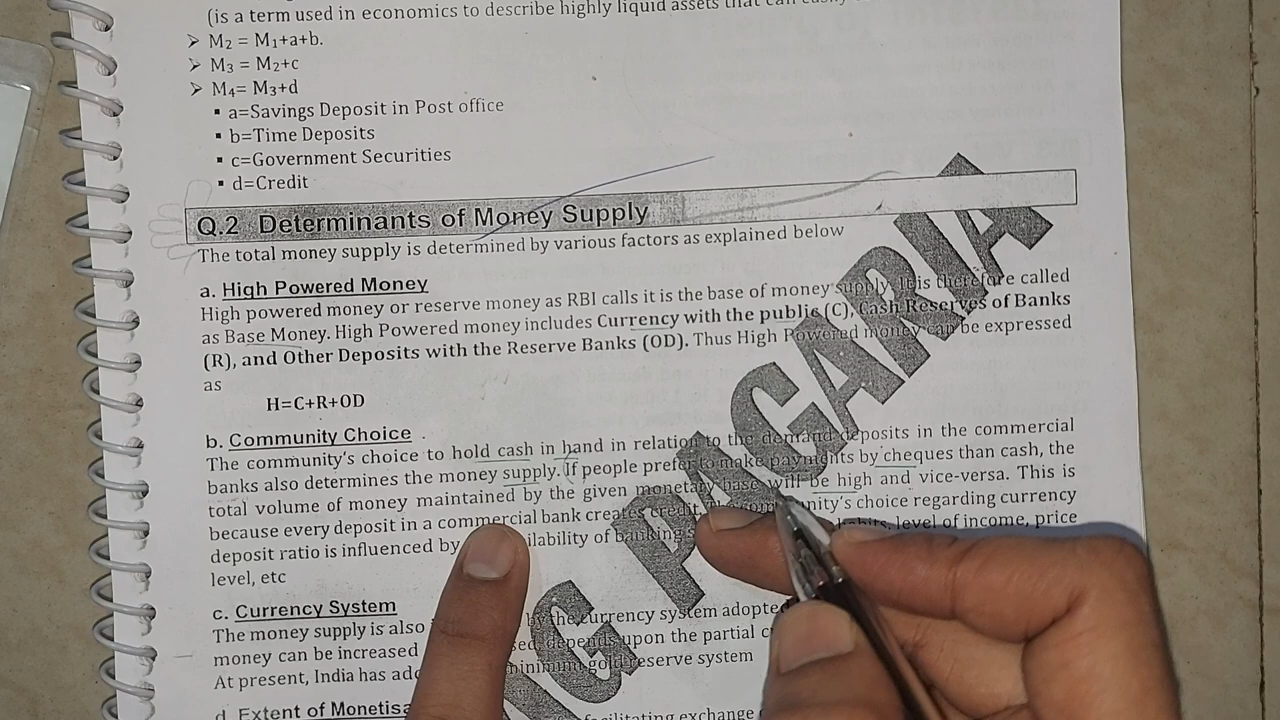 (is a term used in economics to describe highly liquid assets that can
➢ M2 = M1+a+b.
➢ M3 = M2+c
➢ M4= M3+d
▪ a=Savings Deposit in Post office
▪ b=Time Deposits
▪ c=Government Securities
▪ d=Credit
Q.2 Determinants of Money Supply
The total money supply is determined by various factors as explained below
a. High Powered Money
High powered money or reserve money as RBI calls it is the base of money supply. It is therefore called
as Base Money. High Powered money includes Currency with the public (C), Cash Reserves of Banks
(R), and Other Deposits with the Reserve Banks (OD). Thus High Powered money can be expressed
as
H=C+R+OD
b. Community Choice
The community's choice to hold cash in hand in relation to the demand deposits in the commercial
banks also determines the money supply. If people prefer to make payments by cheques than cash, the
total volume of money maintained by the given monetary base will be high and vice-versa. This is
because every deposit in a commercial bank creates credit. choice regarding currency
deposit ratio is influenced by of banking habits, level of income, price
level, etc
c. Currency System
The money supply is also by the currency system adopted
money can be increased depends upon the partial
At present, India has minimum gold reserve system
d. Extent of
facilitating exchange
PAGARIA